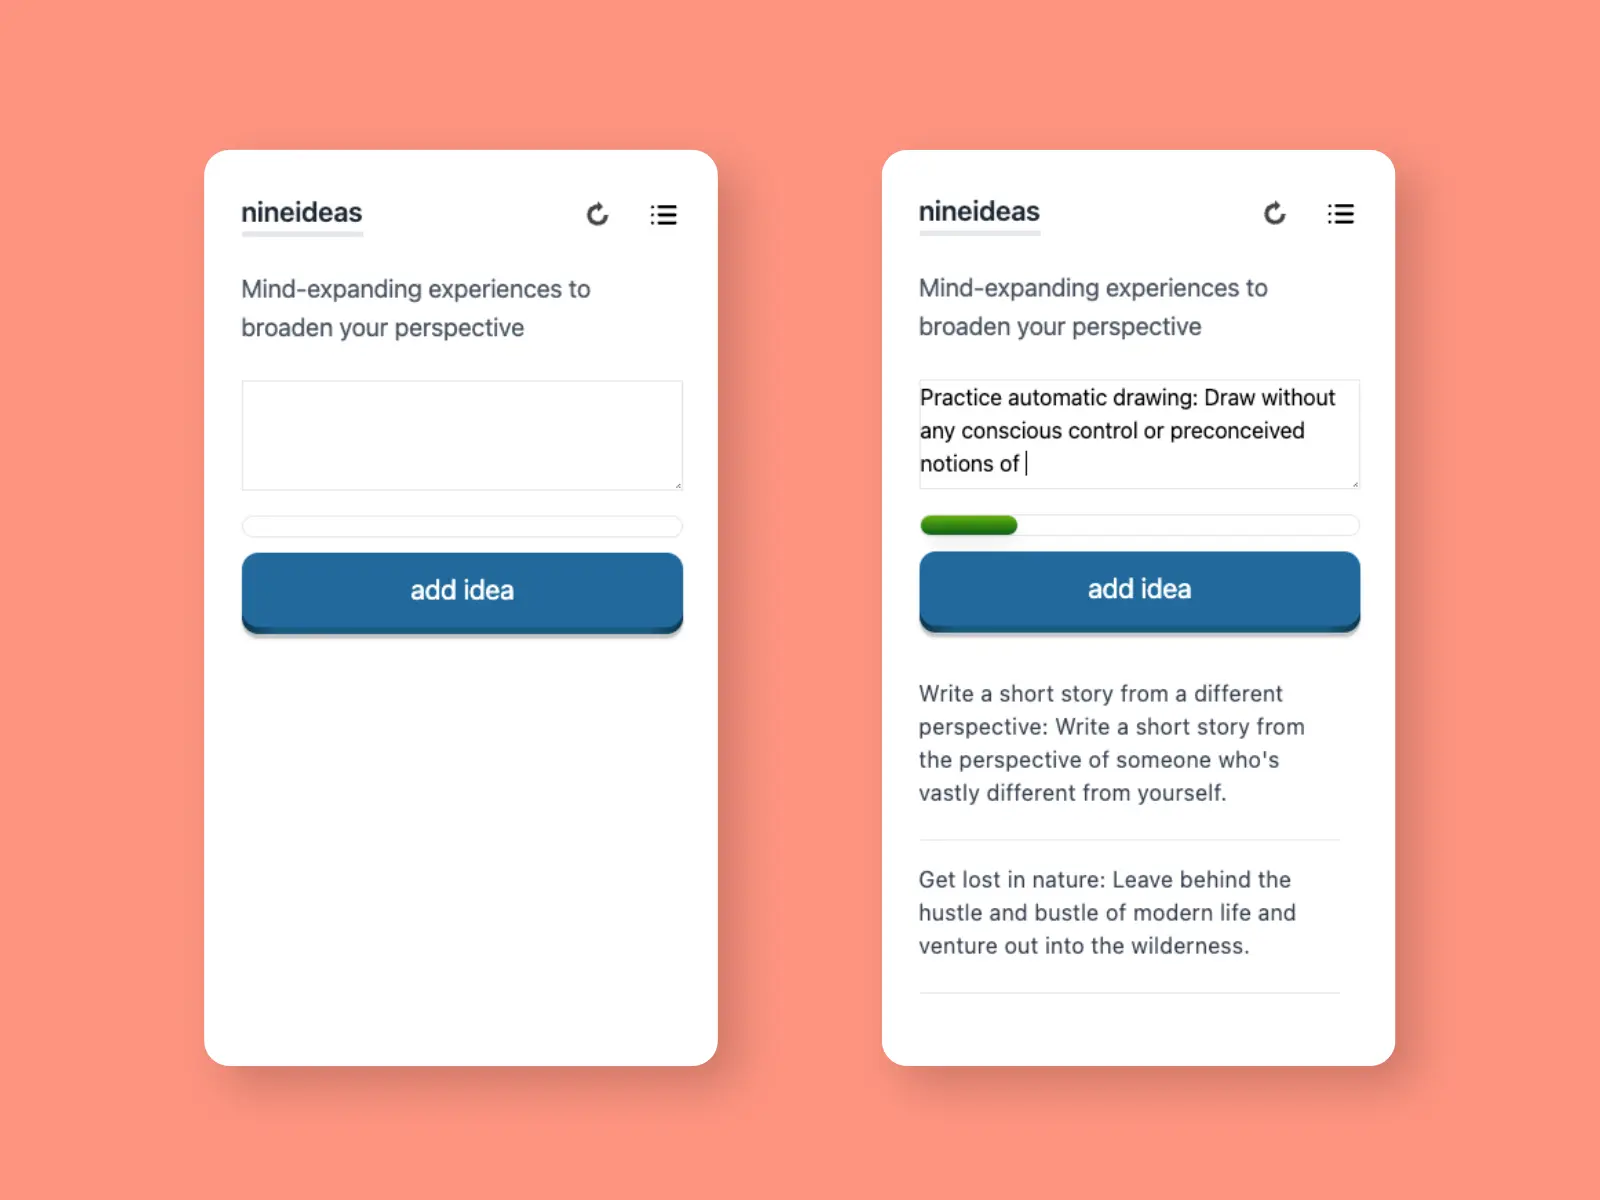 nineideas
Mind-expanding experiences to
broaden your perspective
add idea
nineideas
Mind-expanding experiences to
broaden your perspective
Practice automatic drawing: Draw without
any conscious control or preconceived
notions of
add idea
Write a short story from a different
perspective: Write a short story from
the perspective of someone who's
vastly different from yourself.
Get lost in nature: Leave behind the
hustle and bustle of modern life and
venture out into the wilderness.